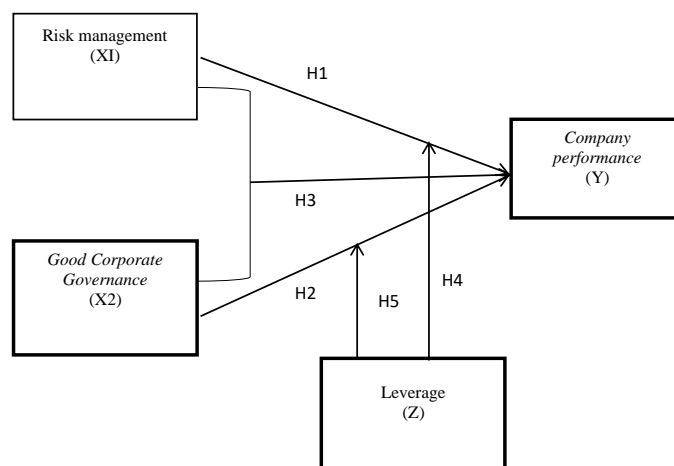 Risk management
(XI)
H1
Company
performance
(Y)
H3
Good Corporate
Governance
(X2)
H2
H5
H4
Leverage
(Z)